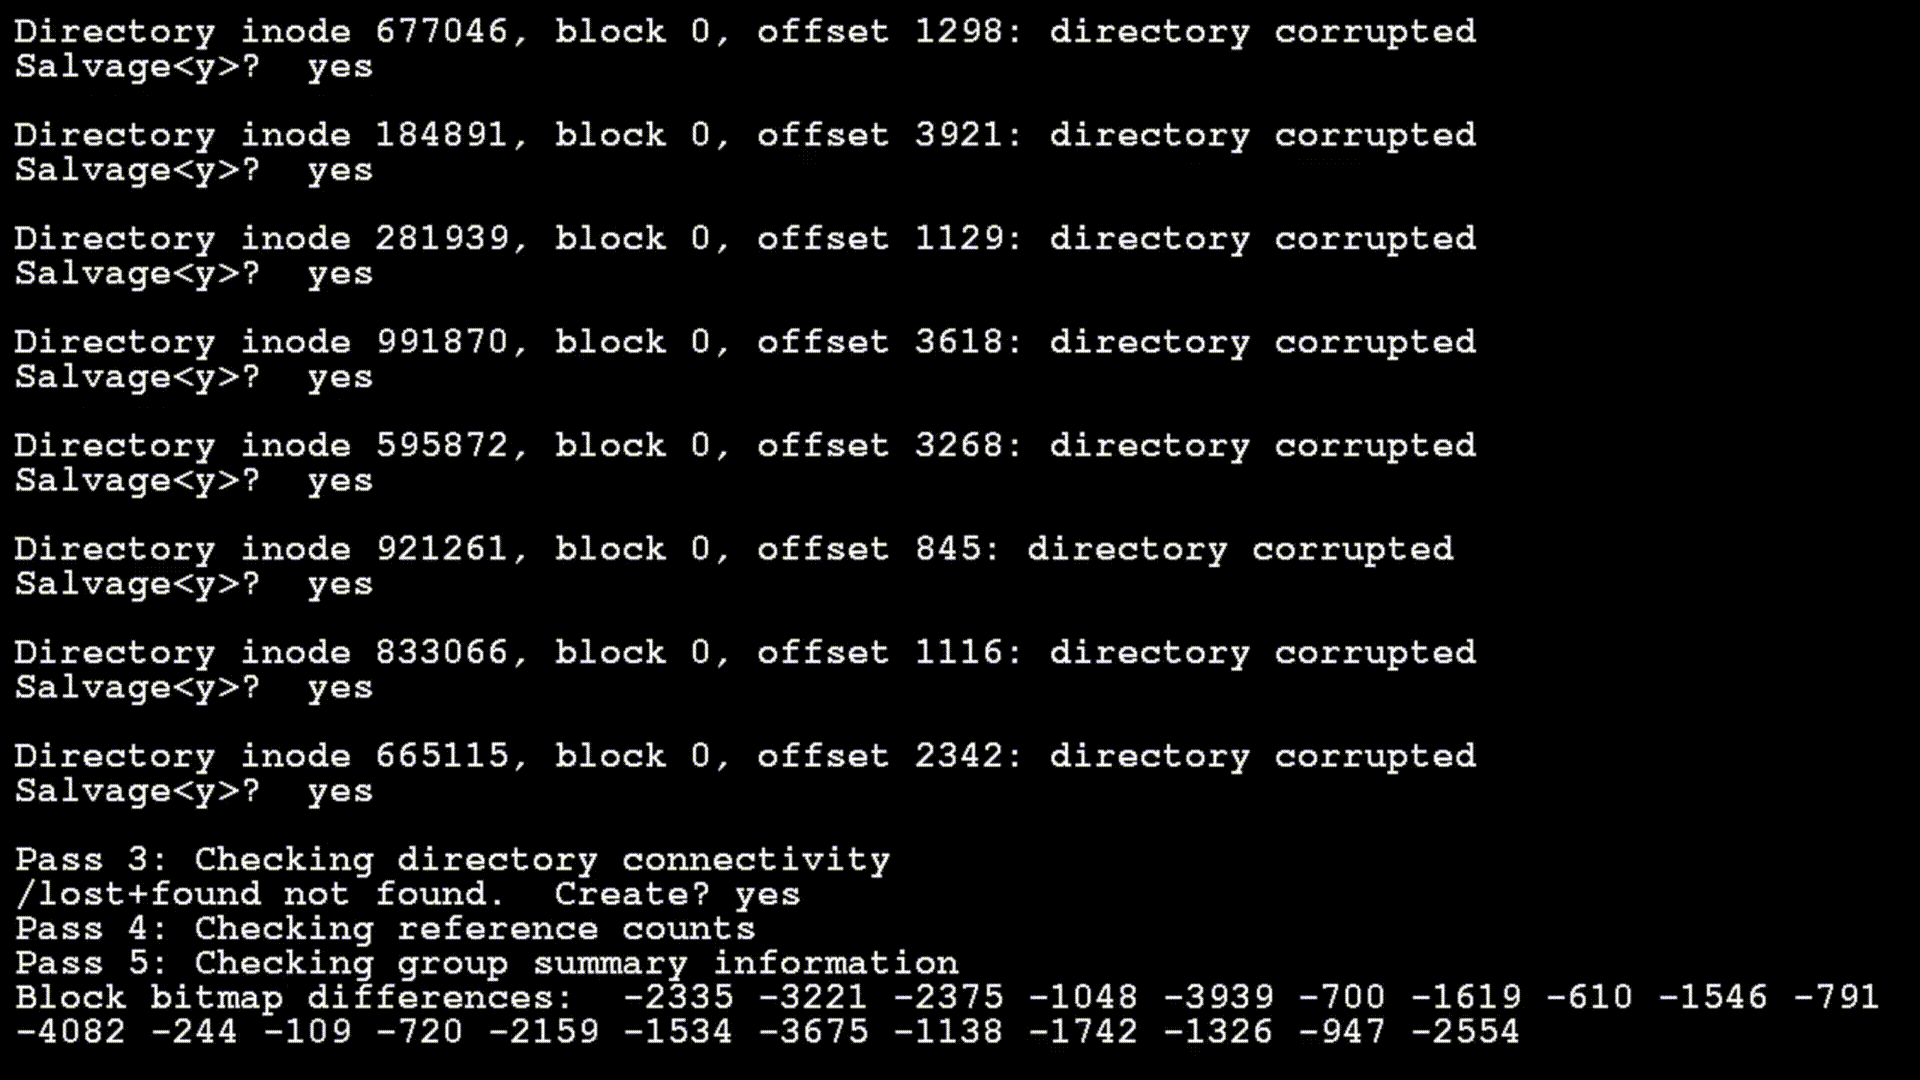 Directory inode 677046, block 0, offset 1298: directory corrupted
Salvage<y>?  yes
Directory inode 184891, block 0, offset 3921: directory corrupted
Salvage<y>?  yes
Directory inode 281939, block 0, offset 1129: directory corrupted
Salvage<y>?  yes
Directory inode 991870, block 0, offset 3618: directory corrupted
Salvage<y>?  yes
Directory inode 595872, block 0, offset 3268: directory corrupted
Salvage<y>?  yes
Directory inode 921261, block 0, offset 845: directory corrupted
Salvage<y>?  yes
Directory inode 833066, block 0, offset 1116: directory corrupted
Salvage<y>?  yes
Directory inode 665115, block 0, offset 2342: directory corrupted
Salvage<y>?  yes
Pass 3: Checking directory connectivity
/lost+found not found.  Create? yes
Pass 4: Checking reference counts
Pass 5: Checking group summary information
Block bitmap differences:  -2335 -3221 -2375 -1048 -3939 -700 -1619 -610 -1546 -791
-4082 -244 -109 -720 -2159 -1534 -3675 -1138 -1742 -1326 -947 -2554